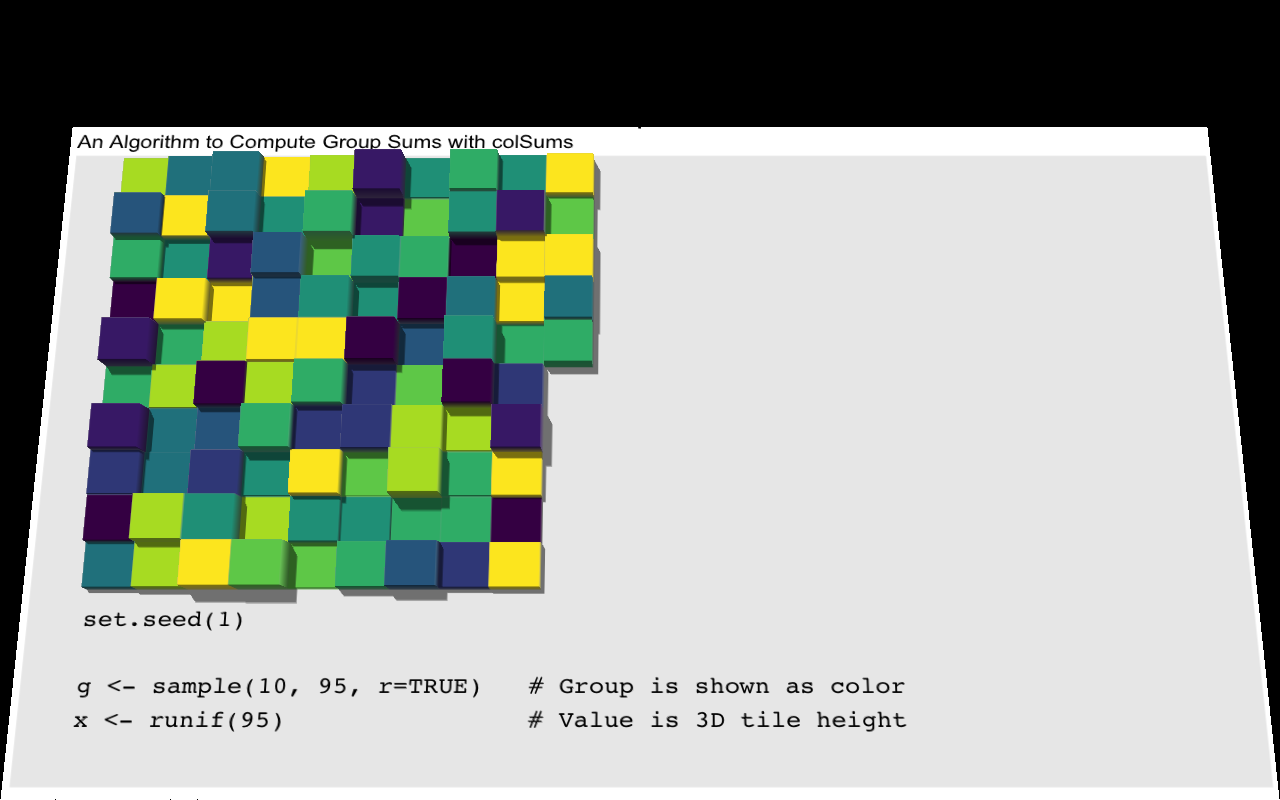 An Algorithm to Compute Group Sums with colSums
set.seed(1)
g <- sample(10, 95, r=TRUE)   # Group is shown as color
x <- runif(95)                # Value is 3D tile height